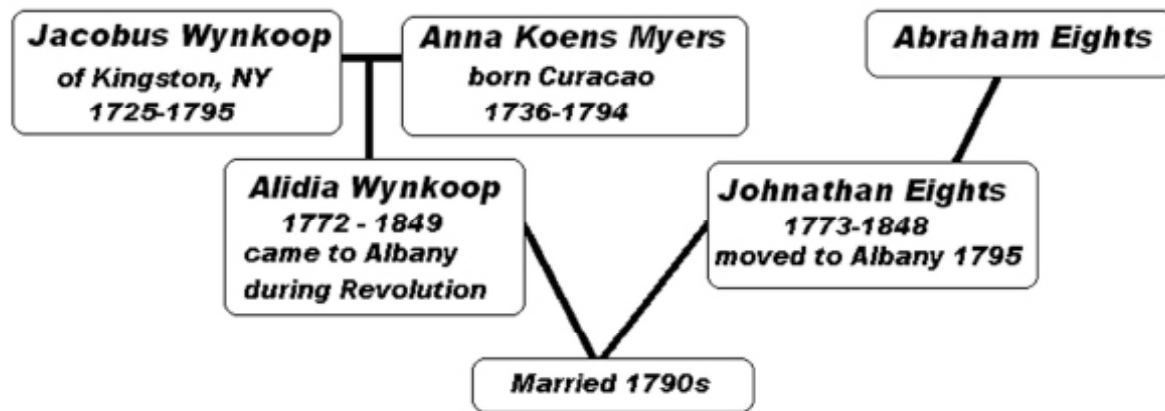 Jacobus Wynkoop
of Kingston, NY
1725-1795
Anna Koens Myers
born Curacao
1736-1794
Abraham Eights
Alidia Wynkoop
1772 - 1849
came to Albany
during Revolution
Johnathan Eights
1773-1848
moved to Albany 1795
Married 1790s